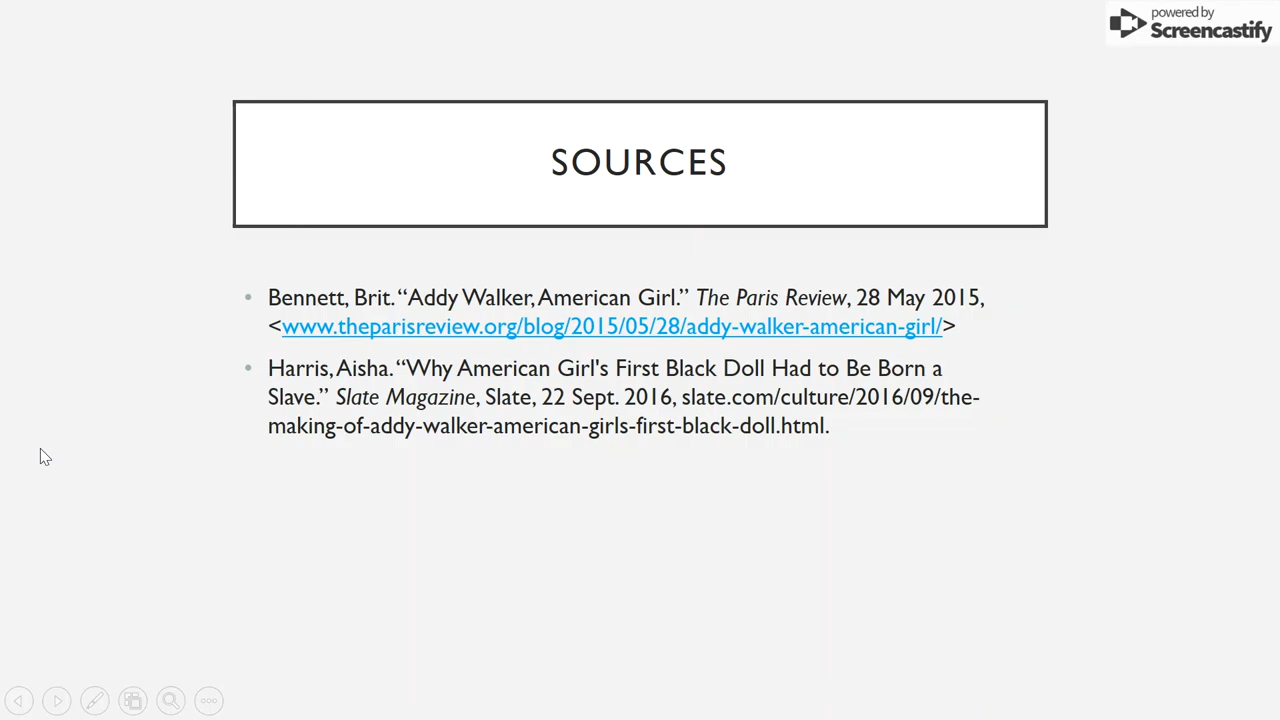 powered by
Screencastify
SOURCES
• Bennett, Brit. “Addy Walker, American Girl.” The Paris Review, 28 May 2015,
<www.theparisreview.org/blog/2015/05/28/addy-walker-american-girl/>
• Harris, Aisha. “Why American Girl's First Black Doll Had to Be Born a
Slave.” Slate Magazine, Slate, 22 Sept. 2016, slate.com/culture/2016/09/the-
making-of-addy-walker-american-girls-first-black-doll.html.